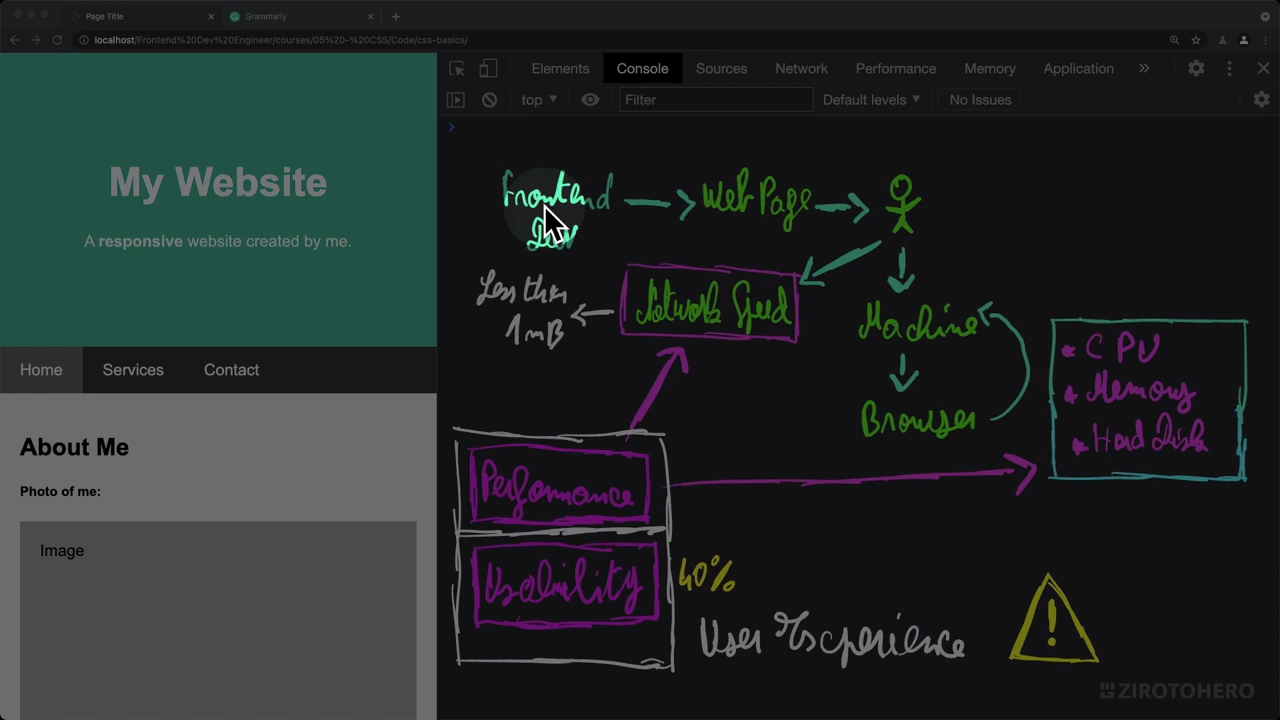 Page Title
Grammarly
localhost/Frontend%20Dev%20Engineer/courses/05%20-%20CSS/Code/css-basics/
Elements Console Sources Network Performance Memory Application
top Filter Default levels No Issues
My Website
A responsive website created by me.
Home Services Contact
About Me
Photo of me:
Image
Frontend
Dev
Web Page
Less then
1 mB
Network Speed
Machine
Browser
CPU
Memory
Hard Disk
Performance
Usability
40%
User Experience
!
ZIROTOHERO